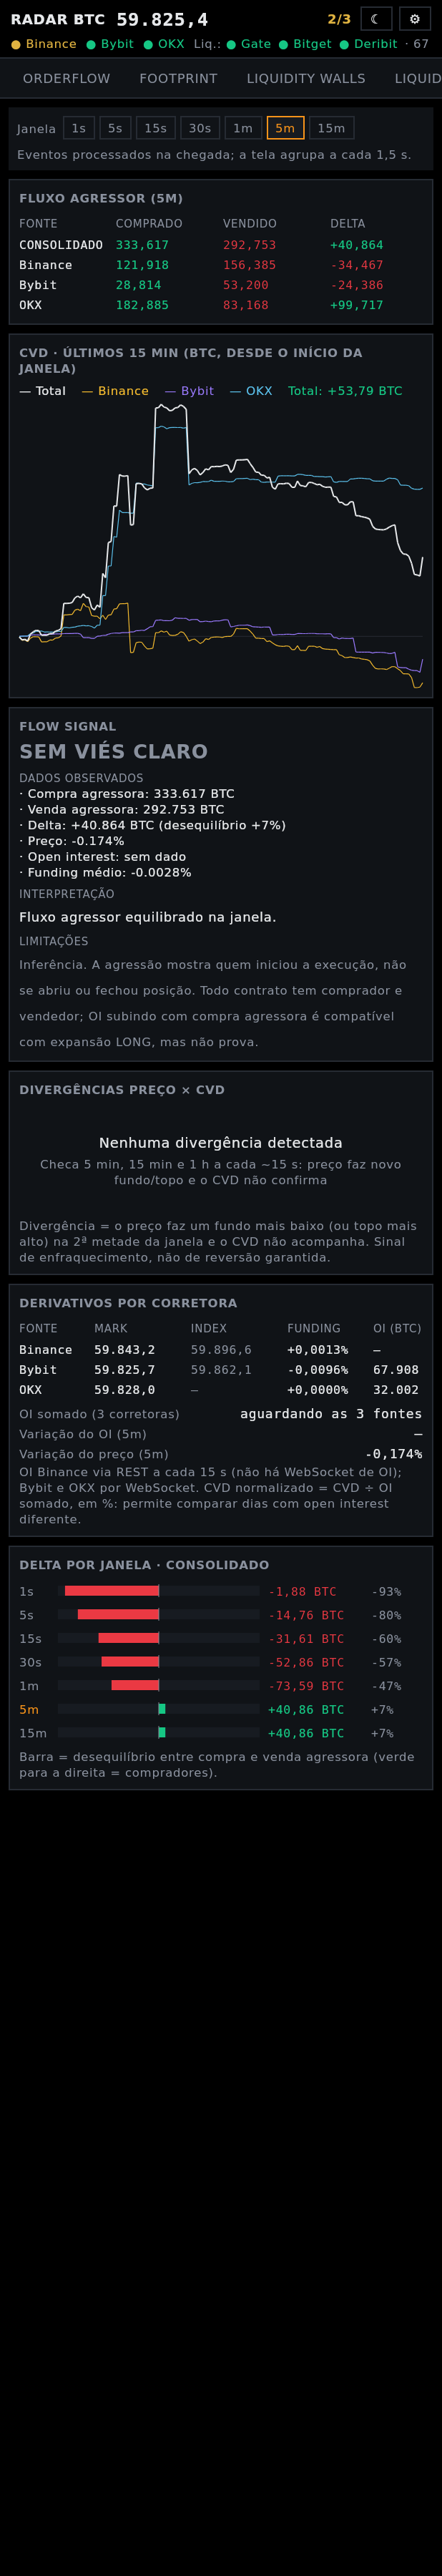 RADAR BTC 59.825,4 2/3 ☾ ⚙
● Binance ● Bybit ● OKX Liq.: ● Gate ● Bitget ● Deribit · 67
ORDERFLOW FOOTPRINT LIQUIDITY WALLS LIQUID
Janela 1s 5s 15s 30s 1m 5m 15m
Eventos processados na chegada; a tela agrupa a cada 1,5 s.
FLUXO AGRESSOR (5M)
FONTE COMPRADO VENDIDO DELTA
CONSOLIDADO 333,617 292,753 +40,864
Binance 121,918 156,385 -34,467
Bybit 28,814 53,200 -24,386
OKX 182,885 83,168 +99,717
CVD · ÚLTIMOS 15 MIN (BTC, DESDE O INÍCIO DA
JANELA)
— Total — Binance — Bybit — OKX Total: +53,79 BTC
FLOW SIGNAL
SEM VIÉS CLARO
DADOS OBSERVADOS
· Compra agressora: 333.617 BTC
· Venda agressora: 292.753 BTC
· Delta: +40.864 BTC (desequilíbrio +7%)
· Preço: -0.174%
· Open interest: sem dado
· Funding médio: -0.0028%
INTERPRETAÇÃO
Fluxo agressor equilibrado na janela.
LIMITAÇÕES
Inferência. A agressão mostra quem iniciou a execução, não
se abriu ou fechou posição. Todo contrato tem comprador e
vendedor; OI subindo com compra agressora é compatível
com expansão LONG, mas não prova.
DIVERGÊNCIAS PREÇO × CVD
Nenhuma divergência detectada
Checa 5 min, 15 min e 1 h a cada ~15 s: preço faz novo
fundo/topo e o CVD não confirma
Divergência = o preço faz um fundo mais baixo (ou topo mais
alto) na 2ª metade da janela e o CVD não acompanha. Sinal
de enfraquecimento, não de reversão garantida.
DERIVATIVOS POR CORRETORA
FONTE MARK INDEX FUNDING OI (BTC)
Binance 59.843,2 59.896,6 +0,0013% —
Bybit 59.825,7 59.862,1 -0,0096% 67.908
OKX 59.828,0 — +0,0000% 32.002
OI somado (3 corretoras) aguardando as 3 fontes
Variação do OI (5m) —
Variação do preço (5m) -0,174%
OI Binance via REST a cada 15 s (não há WebSocket de OI);
Bybit e OKX por WebSocket. CVD normalizado = CVD ÷ OI
somado, em %: permite comparar dias com open interest
diferente.
DELTA POR JANELA · CONSOLIDADO
1s -1,88 BTC -93%
5s -14,76 BTC -80%
15s -31,61 BTC -60%
30s -52,86 BTC -57%
1m -73,59 BTC -47%
5m +40,86 BTC +7%
15m +40,86 BTC +7%
Barra = desequilíbrio entre compra e venda agressora (verde
para a direita = compradores).